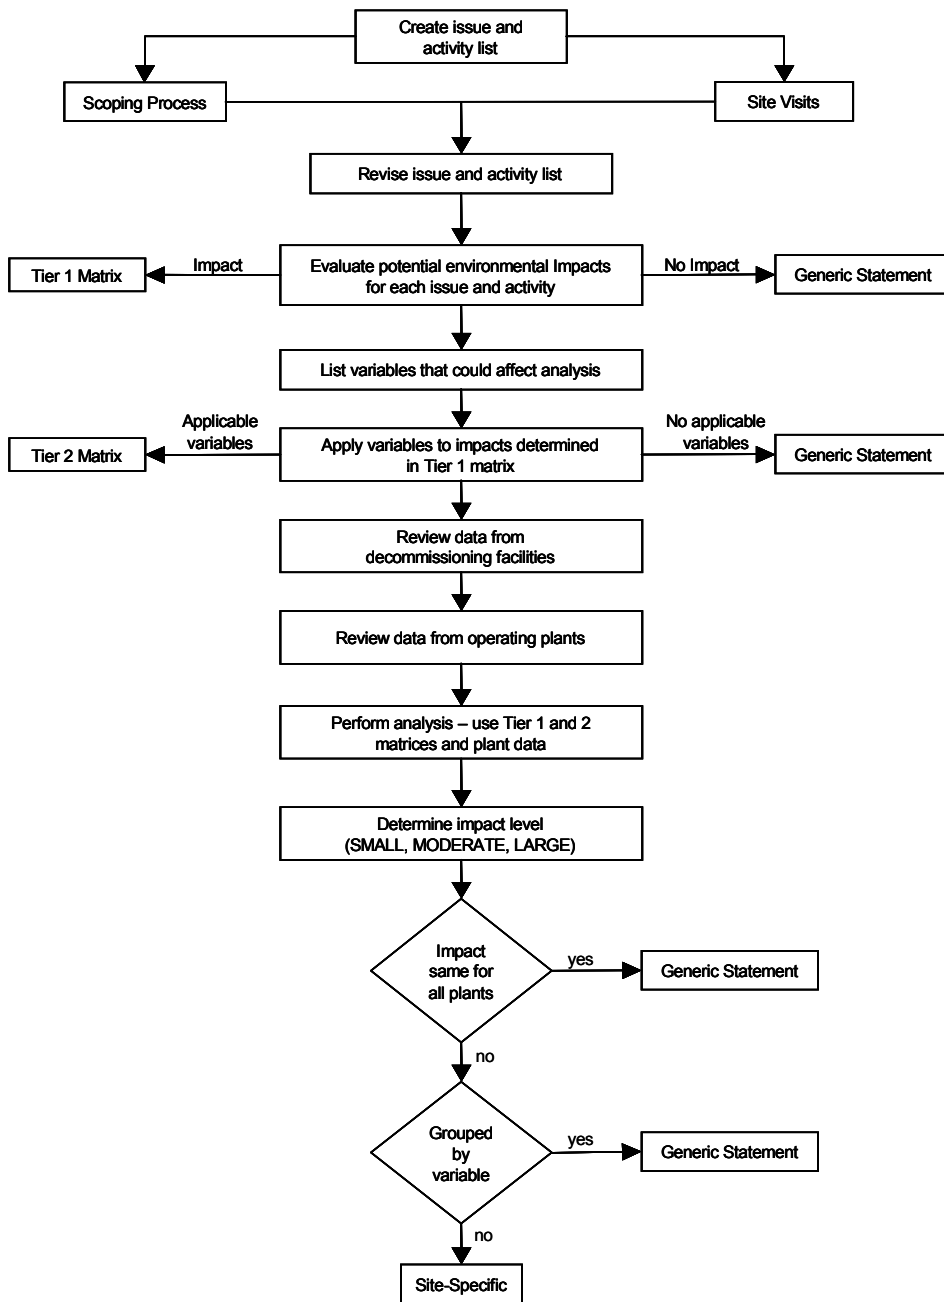 Create issue and
activity list
Scoping Process
Site Visits
Revise issue and activity list
Tier 1 Matrix
Impact
Evaluate potential environmental Impacts
for each issue and activity
No Impact
Generic Statement
List variables that could affect analysis
Tier 2 Matrix
Applicable
variables
Apply variables to impacts determined
in Tier 1 matrix
No applicable
variables
Generic Statement
Review data from
decommissioning facilities
Review data from operating plants
Perform analysis – use Tier 1 and 2
matrices and plant data
Determine impact level
(SMALL, MODERATE, LARGE)
Impact
same for
all plants
yes
Generic Statement
no
Grouped
by
variable
yes
Generic Statement
no
Site-Specific